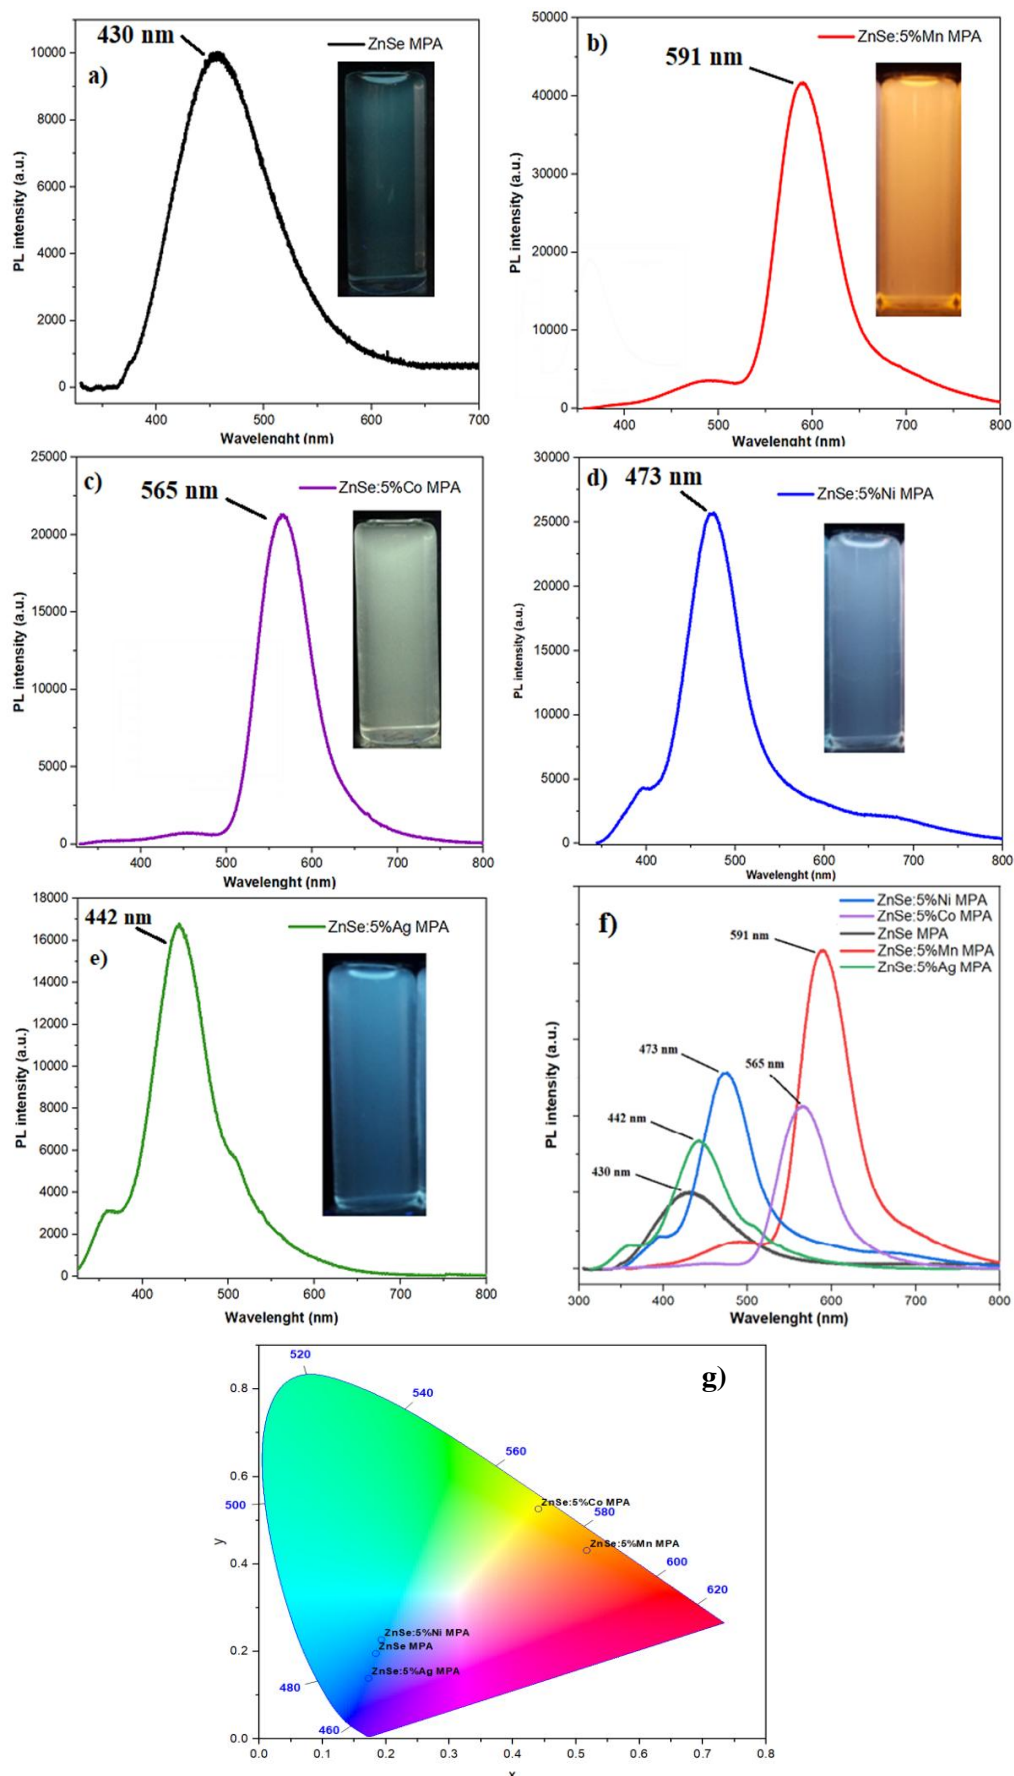 a)
430 nm
ZnSe MPA
PL intensity (a.u.)
10000
8000
6000
4000
2000
0
400
500
600
700
Wavelenght (nm)
b)
591 nm
ZnSe:5%Mn MPA
PL intensity (a.u.)
50000
40000
30000
20000
10000
0
400
500
600
700
800
Wavelenght (nm)
c)
565 nm
ZnSe:5%Co MPA
PL intensity (a.u.)
25000
20000
15000
10000
5000
0
400
500
600
700
800
Wavelenght (nm)
d)
473 nm
ZnSe:5%Ni MPA
PL intensity (a.u.)
30000
25000
20000
15000
10000
5000
0
400
500
600
700
800
Wavelenght (nm)
e)
442 nm
ZnSe:5%Ag MPA
PL intensity (a.u.)
18000
16000
14000
12000
10000
8000
6000
4000
2000
0
400
500
600
700
800
Wavelenght (nm)
f)
ZnSe:5%Ni MPA
ZnSe:5%Co MPA
ZnSe MPA
ZnSe:5%Mn MPA
ZnSe:5%Ag MPA
591 nm
473 nm
565 nm
442 nm
430 nm
PL intensity (a.u.)
300
400
500
600
700
800
Wavelenght (nm)
g)
520
540
560
580
600
620
500
480
460
ZnSe:5%Co MPA
ZnSe:5%Mn MPA
ZnSe:5%Ni MPA
ZnSe MPA
ZnSe:5%Ag MPA
y
0.8
0.6
0.4
0.2
0.0
0.0
0.1
0.2
0.3
0.4
0.5
0.6
0.7
0.8
x